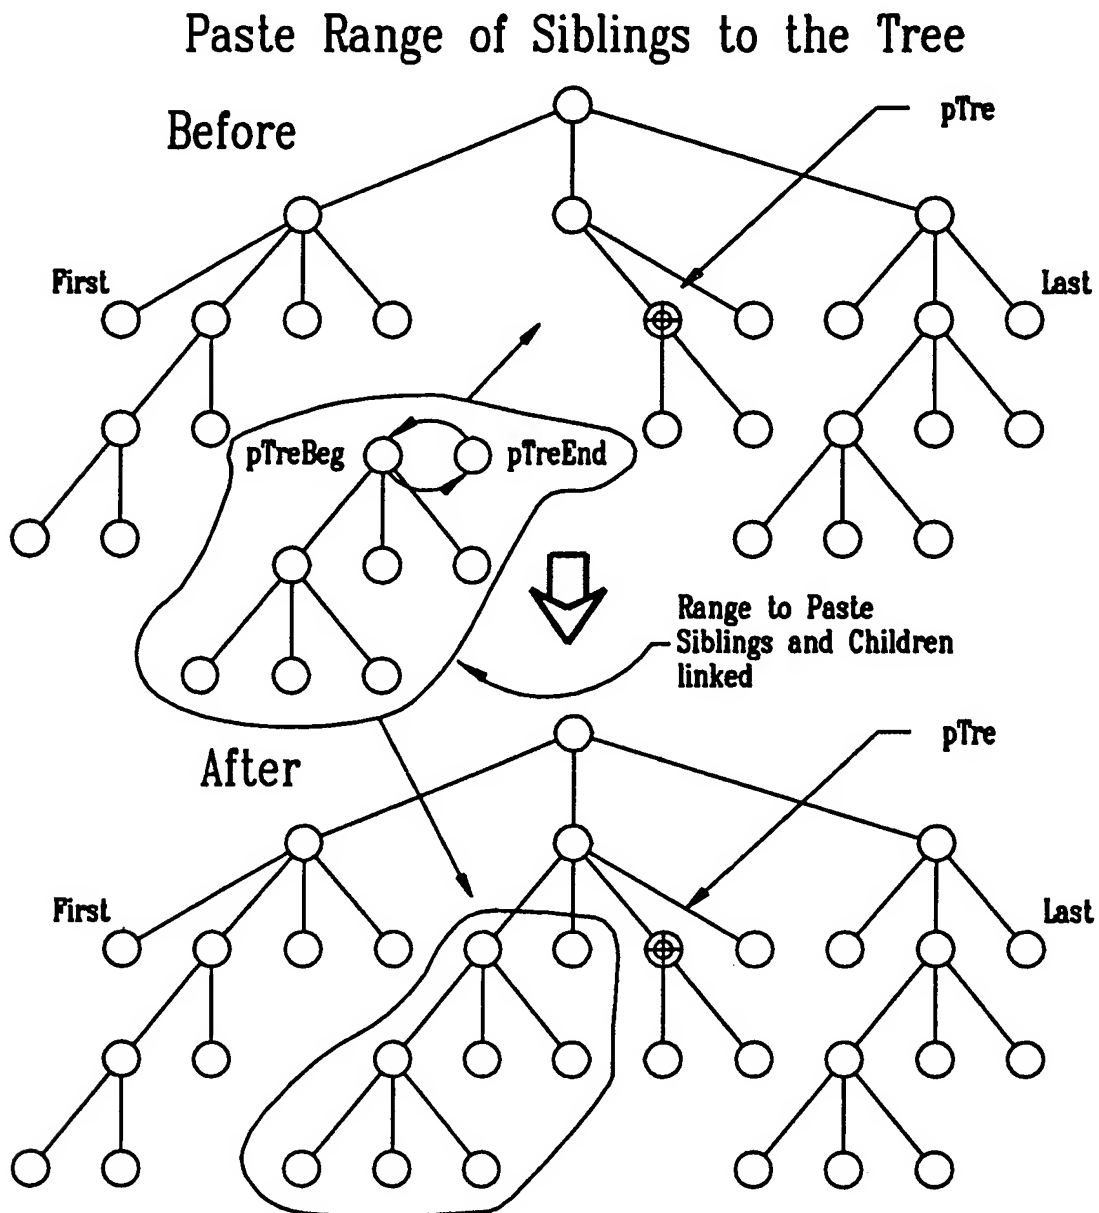 Paste Range of Siblings to the Tree
Before
pTre
First
Last
pTreBeg
pTreEnd
Range to Paste
Siblings and Children
linked
After
pTre
First
Last